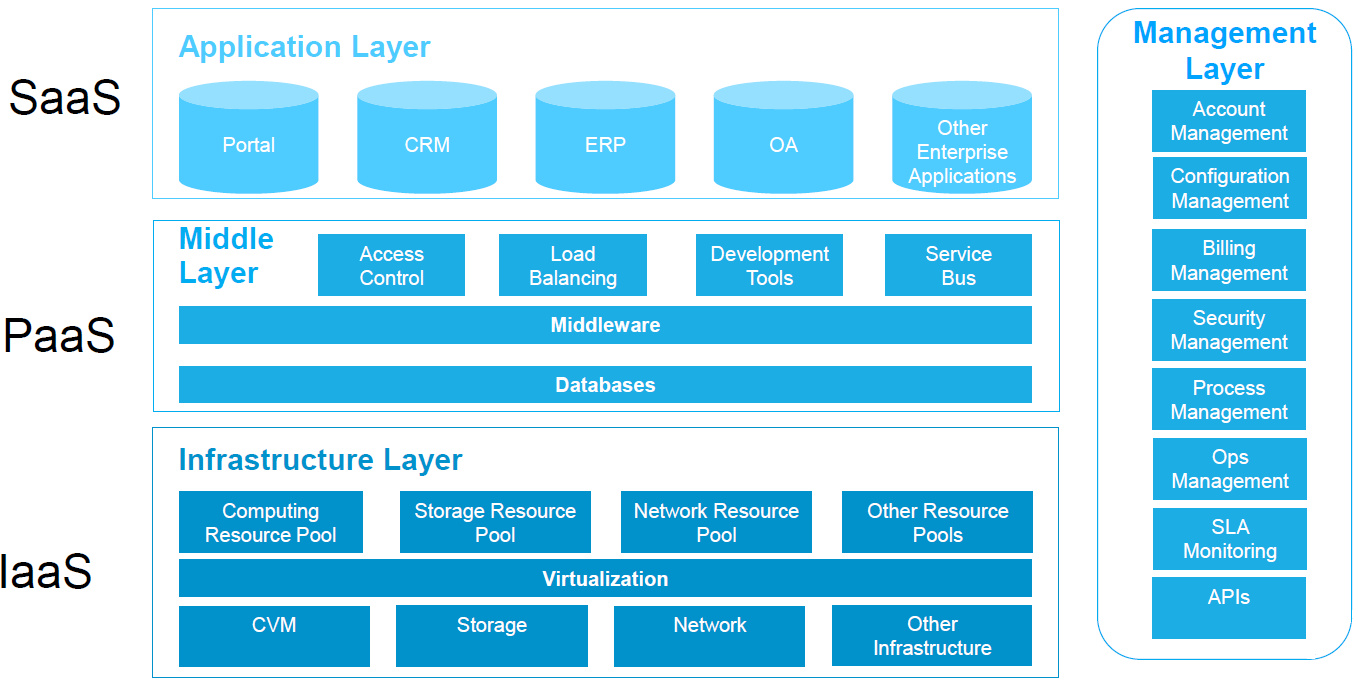 SaaS
Application Layer
Portal
CRM
ERP
OA
Other
Enterprise
Applications
PaaS
Middle
Layer
Access
Control
Load
Balancing
Development
Tools
Service
Bus
Middleware
Databases
IaaS
Infrastructure Layer
Computing
Resource Pool
Storage Resource
Pool
Network Resource
Pool
Other Resource
Pools
Virtualization
CVM
Storage
Network
Other
Infrastructure
Management
Layer
Account
Management
Configuration
Management
Billing
Management
Security
Management
Process
Management
Ops
Management
SLA
Monitoring
APIs